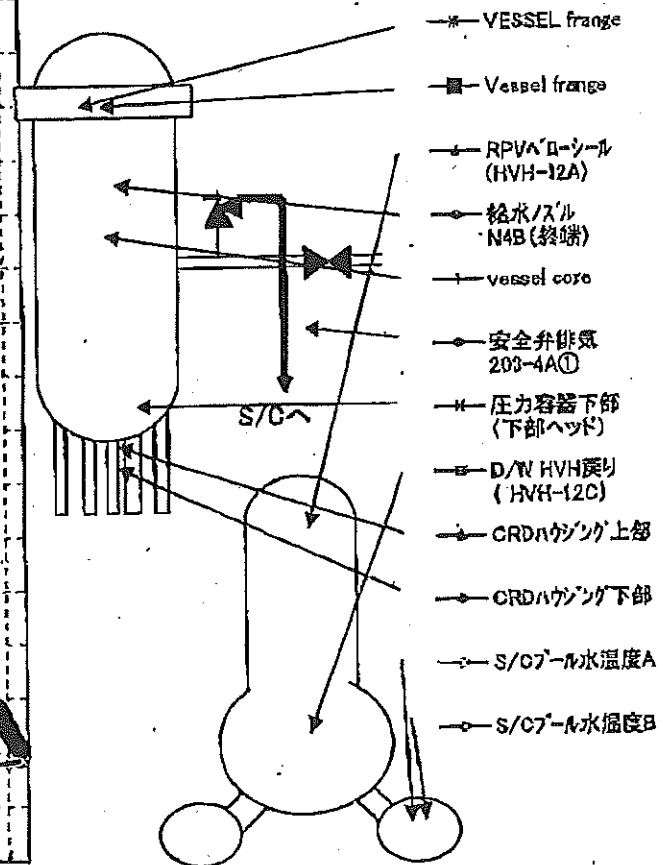 VESSEL frange
Vessel frange
RPVベローシール
(HVH-12A)
給水ノズル
N4B(終端)
vessel core
安全弁排気
203-4A①
圧力容器下部
(下部ヘッド)
D/W HVH戻り
( HVH-12C)
CRDハウジング上部
CRDハウジング下部
S/Cプール水温度A
S/Cプール水温度B
S/Cへ